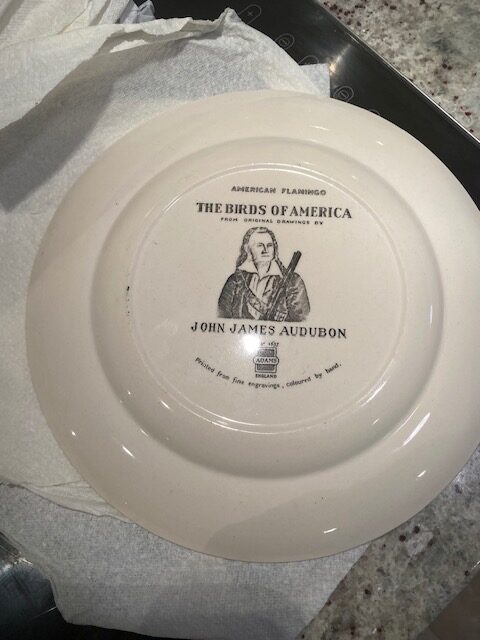 AMERICAN FLAMINGO
THE BIRDS OF AMERICA
FROM ORIGINAL DRAWINGS BY
JOHN JAMES AUDUBON
1657
ADAMS
ENGLAND
Printed from fine engravings, coloured by hand.